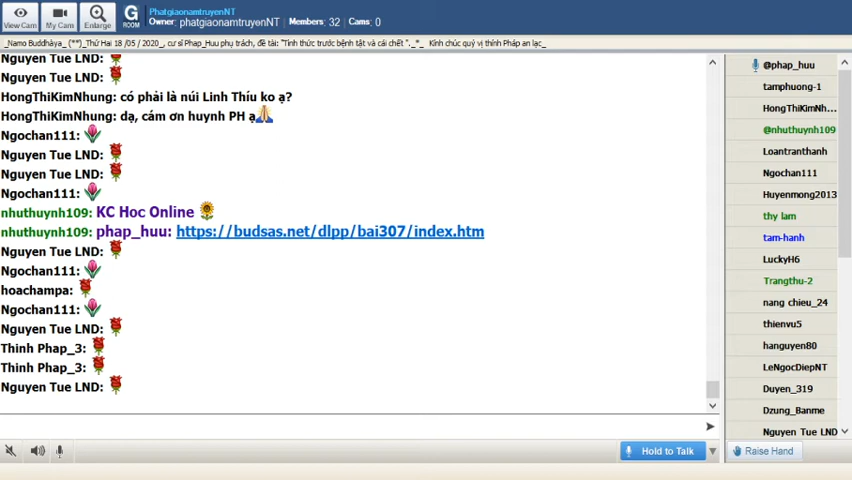 PhatgiaonamtruyenNT
Owner: phatgiaonamtruyenNT Members: 32 Cams: 0
View Cam
My Cam
Enlarge
G
ROOM
_Namo Buddhàya_ (**)_Thứ Hai 18 /05 / 2020_, cư sĩ Pháp_Hưu phụ trách, đề tài: "Tỉnh thức trước bệnh tật và cái chết "._*_ Kính chúc quý vị thính Pháp an lạc_
Nguyen Tue LND:
Nguyen Tue LND:
HongThiKimNhung: có phải là núi Linh Thíu ko ạ?
HongThiKimNhung: dạ, cám ơn huynh PH ạ
Ngochan111:
Nguyen Tue LND:
Nguyen Tue LND:
Ngochan111:
nhuthuynh109: KC Hoc Online
nhuthuynh109: phap_huu: https://budsas.net/dlpp/bai307/index.htm
Nguyen Tue LND:
Ngochan111:
hoachampa:
Ngochan111:
Nguyen Tue LND:
Thinh Phap_3:
Thinh Phap_3:
Nguyen Tue LND:
Hold to Talk
@phap_huu
tamphuong-1
HongThiKimNh...
@nhuthuynh109
Loantranthanh
Ngochan111
Huyenmong2013
thy lam
tam-hanh
LuckyH6
Trangthu-2
nang chieu_24
thienvu5
hanguyen80
LeNgocDiepNT
Duyen_319
Dzung_Banme
Nguyen Tue LND
Raise Hand